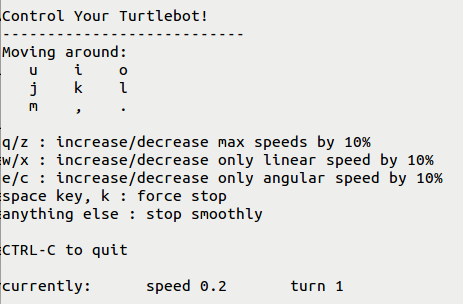 Control Your Turtlebot!
---------------------------
Moving around:
u i o
j k l
m , .
q/z : increase/decrease max speeds by 10%
w/x : increase/decrease only linear speed by 10%
e/c : increase/decrease only angular speed by 10%
space key, k : force stop
anything else : stop smoothly
CTRL-C to quit
currently: speed 0.2 turn 1